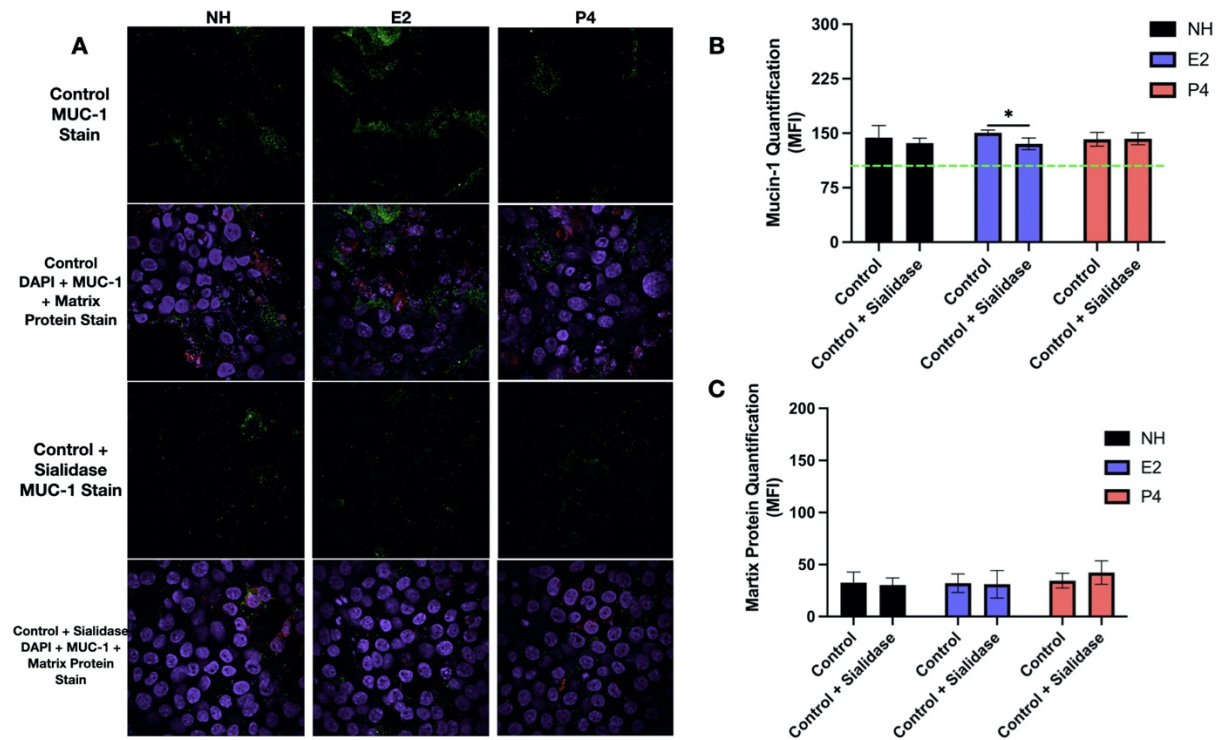 NH
E2
P4
A
Control
MUC-1
Stain
Control
DAPI + MUC-1
+ Matrix
Protein Stain
Control +
Sialidase
MUC-1 Stain
Control + Sialidase
DAPI + MUC-1 +
Matrix Protein
Stain
B
Mucin-1 Quantification
(MFI)
300
225
150
75
0
*
NH
E2
P4
Control
Control + Sialidase
Control
Control + Sialidase
Control
Control + Sialidase
C
Martix Protein Quantification
(MFI)
200
150
100
50
0
NH
E2
P4
Control
Control + Sialidase
Control
Control + Sialidase
Control
Control + Sialidase